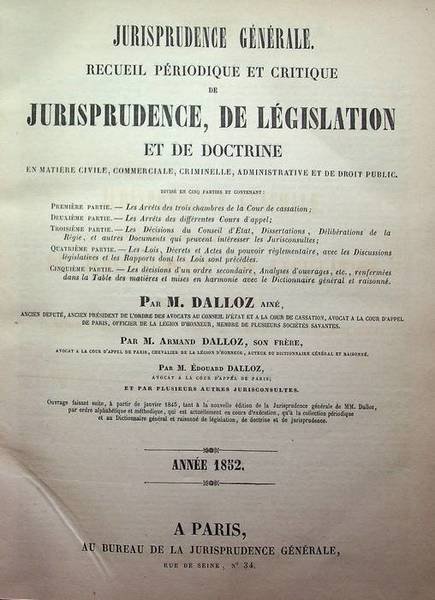 JURISPRUDENCE GÉNÉRALE.
RECUEIL PÉRIODIQUE ET CRITIQUE
DE
JURISPRUDENCE, DE LÉGISLATION
ET DE DOCTRINE
EN MATIÈRE CIVILE, COMMERCIALE, CRIMINELLE, ADMINISTRATIVE ET DE DROIT PUBLIC.
DIVISÉ EN CINQ PARTIES ET CONTENANT:
PREMIÈRE PARTIE. — Les Arrêts des trois chambres de la Cour de cassation;
DEUXIÈME PARTIE. — Les Arrêts des différentes Cours d'appel;
TROISIÈME PARTIE. — Les Décisions du Conseil d'État, Dissertations, Délibérations de la
Régie, et autres Documents qui peuvent intéresser les Jurisconsultes;
QUATRIÈME PARTIE. — Les Lois, Décrets et Actes du pouvoir réglementaire, avec les Discussions
législatives et les Rapports dont les Lois sont précédées.
CINQUIÈME PARTIE. — Les décisions d'un ordre secondaire, Analyses d'ouvrages, etc., renfermées
dans la Table des matières et mises en harmonie avec le Dictionnaire général et raisonné.
PAR M. DALLOZ AINÉ,
ANCIEN DÉPUTÉ, ANCIEN PRÉSIDENT DE L'ORDRE DES AVOCATS AU CONSEIL D'ÉTAT ET A LA COUR DE CASSATION, AVOCAT A LA COUR D'APPEL
DE PARIS, OFFICIER DE LA LÉGION D'HONNEUR, MEMBRE DE PLUSIEURS SOCIÉTÉS SAVANTES.
PAR M. ARMAND DALLOZ, SON FRÈRE,
AVOCAT A LA COUR D'APPEL DE PARIS, CHEVALIER DE LA LÉGION D'HONNEUR, AUTEUR DU DICTIONNAIRE GÉNÉRAL ET RAISONNÉ.
PAR M. ÉDOUARD DALLOZ,
AVOCAT A LA COUR D'APPEL DE PARIS;
ET PAR PLUSIEURS AUTRES JURISCONSULTES.
Ouvrage faisant suite, à partir de janvier 1845, tant à la nouvelle édition de la Jurisprudence générale de MM. Dalloz,
par ordre alphabétique et méthodique, qui est actuellement en cours d'exécution, qu'à la collection périodique
et au Dictionnaire général et raisonné de législation, de doctrine et de jurisprudence.
ANNÉE 1852.
A PARIS,
AU BUREAU DE LA JURISPRUDENCE GÉNÉRALE,
RUE DE SEINE, N° 34.